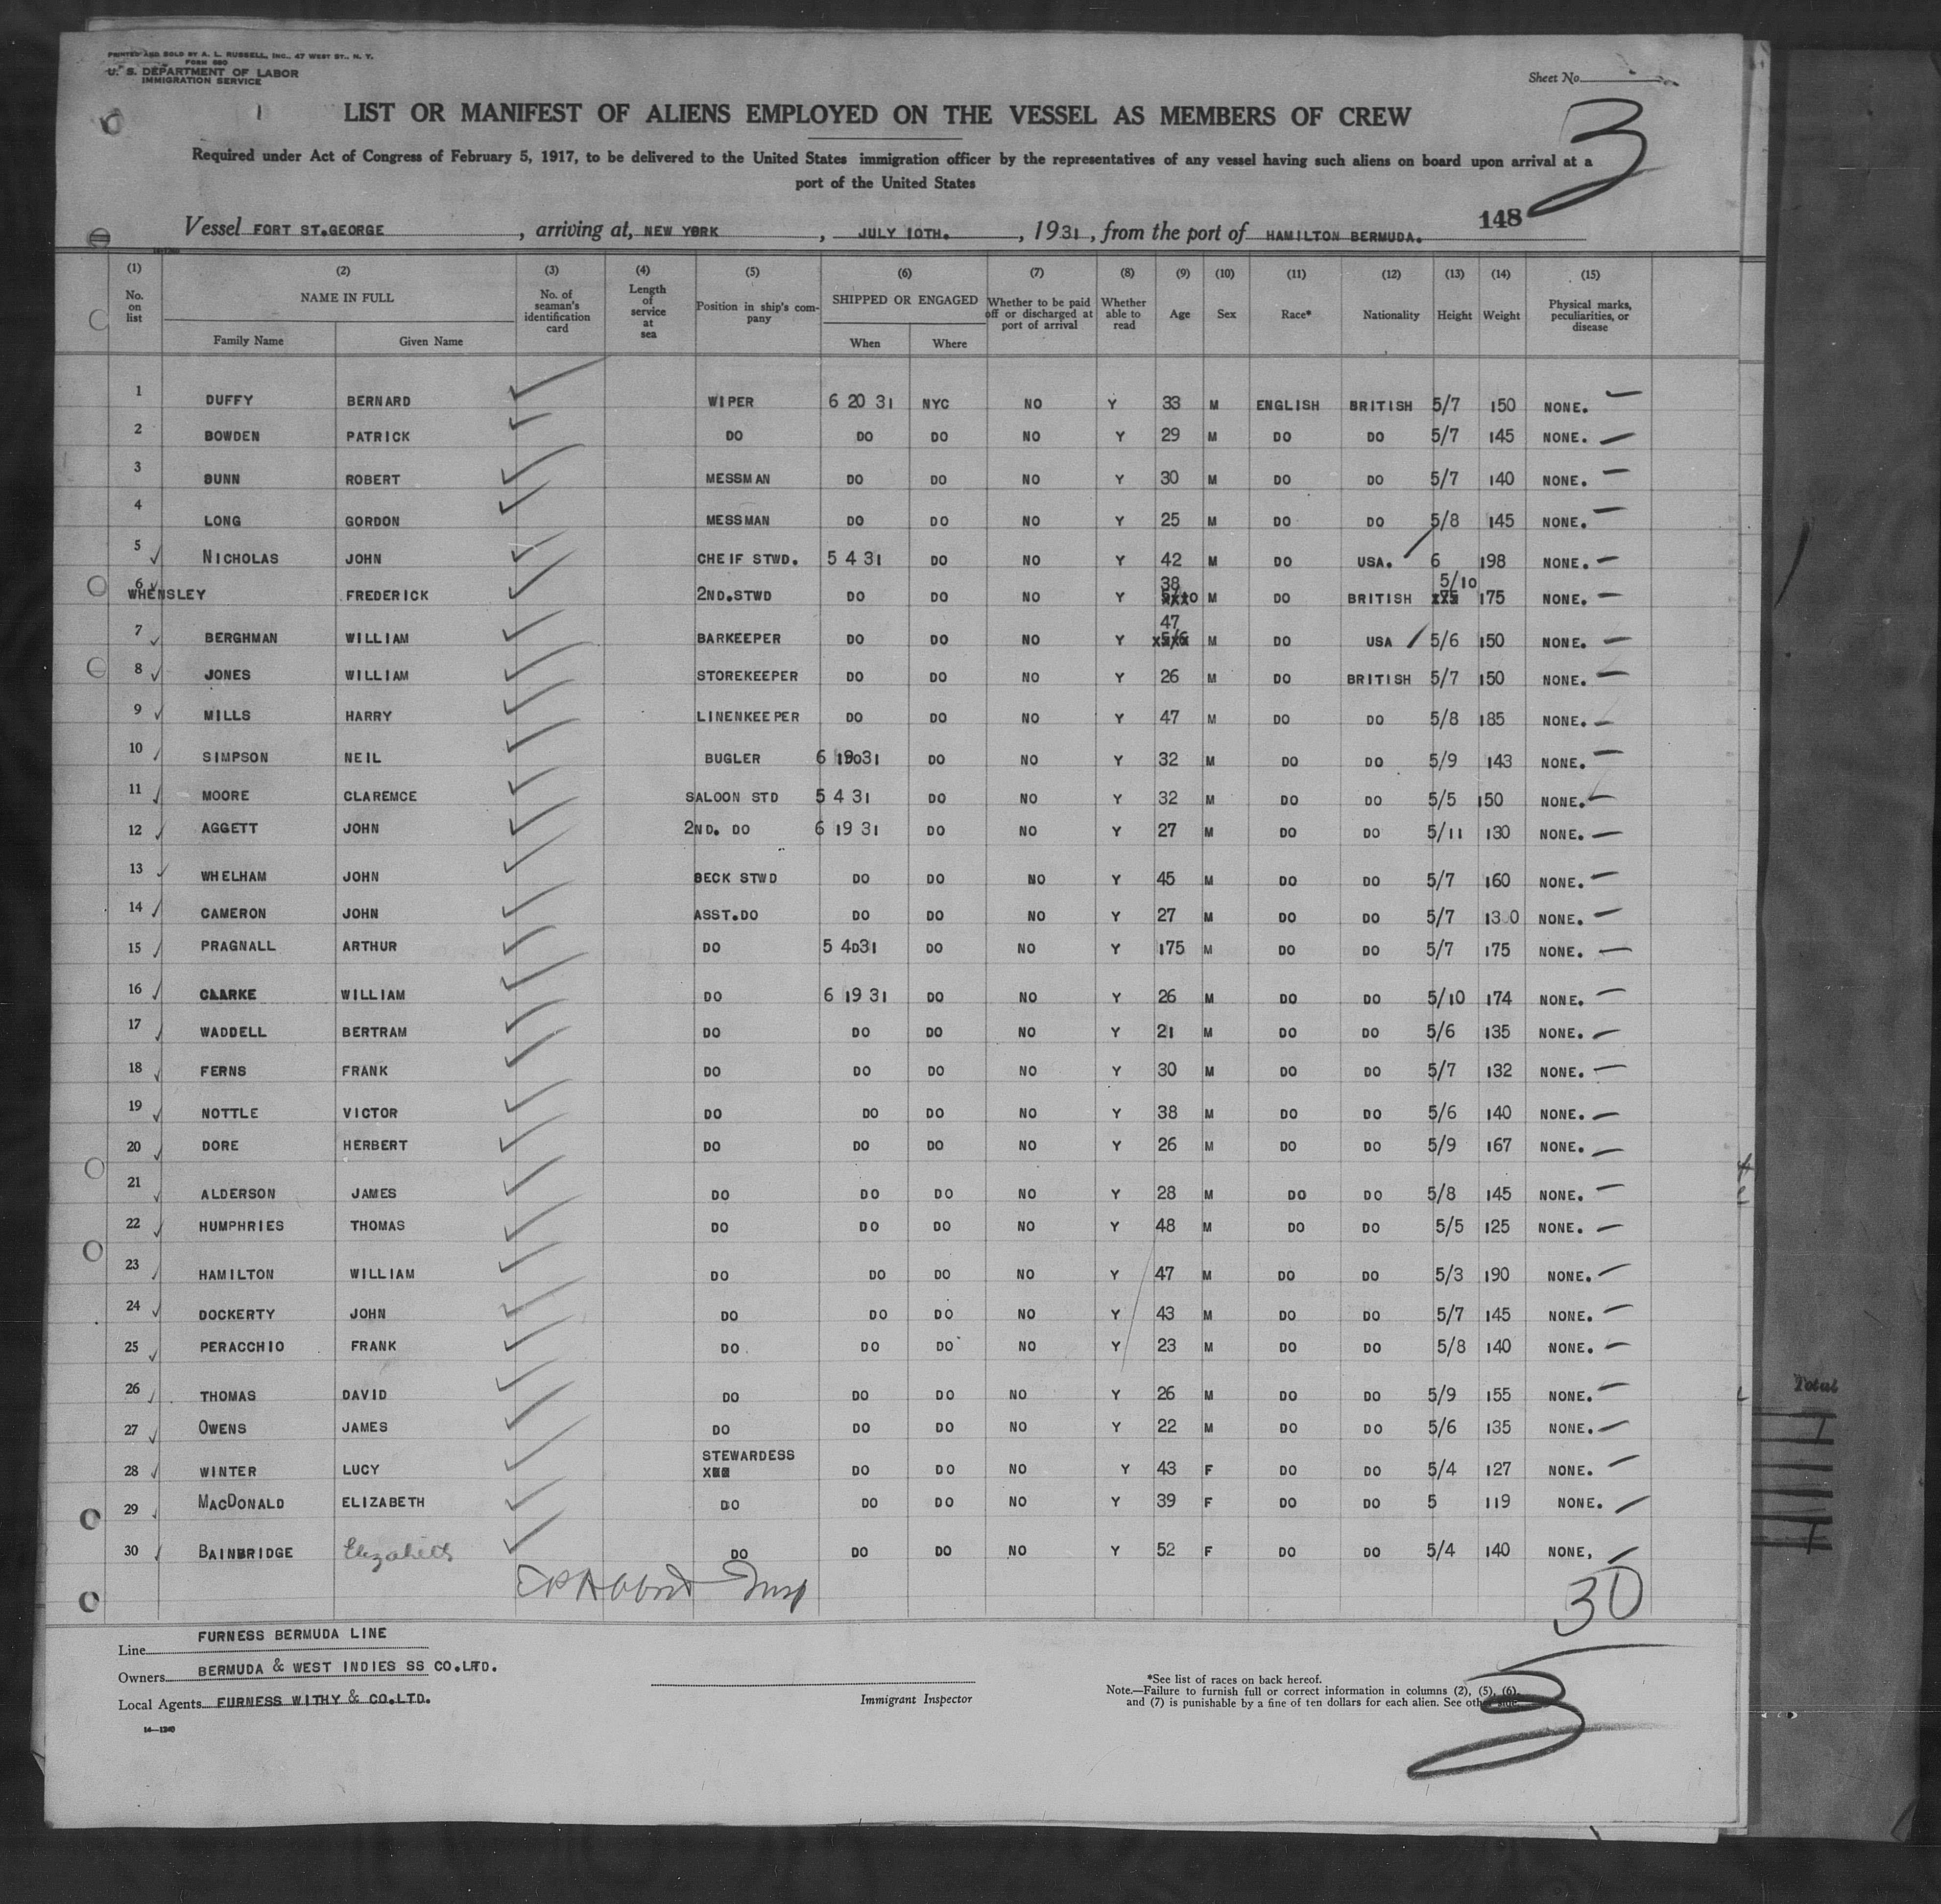 PRINTED AND SOLD BY A. L. RUSSELL, INC., 47 WEST ST., N. Y.
FORM 680
U. S. DEPARTMENT OF LABOR
IMMIGRATION SERVICE
Sheet No.
3
LIST OR MANIFEST OF ALIENS EMPLOYED ON THE VESSEL AS MEMBERS OF CREW
Required under Act of Congress of February 5, 1917, to be delivered to the United States immigration officer by the representatives of any vessel having such aliens on board upon arrival at a
port of the United States
148
Vessel FORT ST.GEORGE, arriving at, NEW YORK, JULY 10TH., 1931, from the port of HAMILTON BERMUDA.
(1) (2) (3) (4) (5) (6) (7) (8) (9) (10) (11) (12) (13) (14) (15)
No. on list NAME IN FULL No. of seaman's identification card Length of service at sea Position in ship's company SHIPPED OR ENGAGED Whether to be paid off or discharged at port of arrival Whether able to read Age Sex Race* Nationality Height Weight Physical marks, peculiarities, or disease
Family Name Given Name When Where
1 DUFFY BERNARD WIPER 6 20 31 NYC NO Y 33 M ENGLISH BRITISH 5/7 150 NONE.
2 BOWDEN PATRICK DO DO DO NO Y 29 M DO DO 5/7 145 NONE.
3 DUNN ROBERT MESSMAN DO DO NO Y 30 M DO DO 5/7 140 NONE.
4 LONG GORDON MESSMAN DO DO NO Y 25 M DO DO 5/8 145 NONE.
5 NICHOLAS JOHN CHEIF STWD. 5 4 31 DO NO Y 42 M DO USA. 6 198 NONE.
6 WHENSLEY FREDERICK 2ND.STWD DO DO NO Y 38 M DO BRITISH 5/10 175 NONE.
7 BERGHMAN WILLIAM BARKEEPER DO DO NO Y 47 M DO USA 5/6 150 NONE.
8 JONES WILLIAM STOREKEEPER DO DO NO Y 26 M DO BRITISH 5/7 150 NONE.
9 MILLS HARRY LINENKEEPER DO DO NO Y 47 M DO DO 5/8 185 NONE.
10 SIMPSON NEIL BUGLER 6 19 31 DO NO Y 32 M DO DO 5/9 143 NONE.
11 MOORE CLAREMCE SALOON STD 5 4 31 DO NO Y 32 M DO DO 5/5 150 NONE.
12 AGGETT JOHN 2ND. DO 6 19 31 DO NO Y 27 M DO DO 5/11 130 NONE.
13 WHELHAM JOHN BECK STWD DO DO NO Y 45 M DO DO 5/7 160 NONE.
14 CAMERON JOHN ASST.DO DO DO NO Y 27 M DO DO 5/7 130 NONE.
15 PRAGNALL ARTHUR DO 5 4 31 DO NO Y 175 M DO DO 5/7 175 NONE.
16 CLARKE WILLIAM DO 6 19 31 DO NO Y 26 M DO DO 5/10 174 NONE.
17 WADDELL BERTRAM DO DO DO NO Y 21 M DO DO 5/6 135 NONE.
18 FERNS FRANK DO DO DO NO Y 30 M DO DO 5/7 132 NONE.
19 NOTTLE VICTOR DO DO DO NO Y 38 M DO DO 5/6 140 NONE.
20 DORE HERBERT DO DO DO NO Y 26 M DO DO 5/9 167 NONE.
21 ALDERSON JAMES DO DO DO NO Y 28 M DO DO 5/8 145 NONE.
22 HUMPHRIES THOMAS DO DO DO NO Y 48 M DO DO 5/5 125 NONE.
23 HAMILTON WILLIAM DO DO DO NO Y 47 M DO DO 5/3 190 NONE.
24 DOCKERTY JOHN DO DO DO NO Y 43 M DO DO 5/7 145 NONE.
25 PERACCHIO FRANK DO DO DO NO Y 23 M DO DO 5/8 140 NONE.
26 THOMAS DAVID DO DO DO NO Y 26 M DO DO 5/9 155 NONE.
27 OWENS JAMES DO DO DO NO Y 22 M DO DO 5/6 135 NONE.
28 WINTER LUCY STEWARDESS DO DO NO Y 43 F DO DO 5/4 127 NONE.
29 MACDONALD ELIZABETH DO DO DO NO Y 39 F DO DO 5 119 NONE.
30 BAINBRIDGE Elizabeth DO DO DO NO Y 52 F DO DO 5/4 140 NONE,
Insp
30
Line FURNESS BERMUDA LINE
Owners BERMUDA & WEST INDIES SS CO.LTD.
Local Agents FURNESS WITHY & CO.LTD.
14—1240
Immigrant Inspector
*See list of races on back hereof.
Note.—Failure to furnish full or correct information in columns (2), (5), (6),
and (7) is punishable by a fine of ten dollars for each alien. See other side.
Total